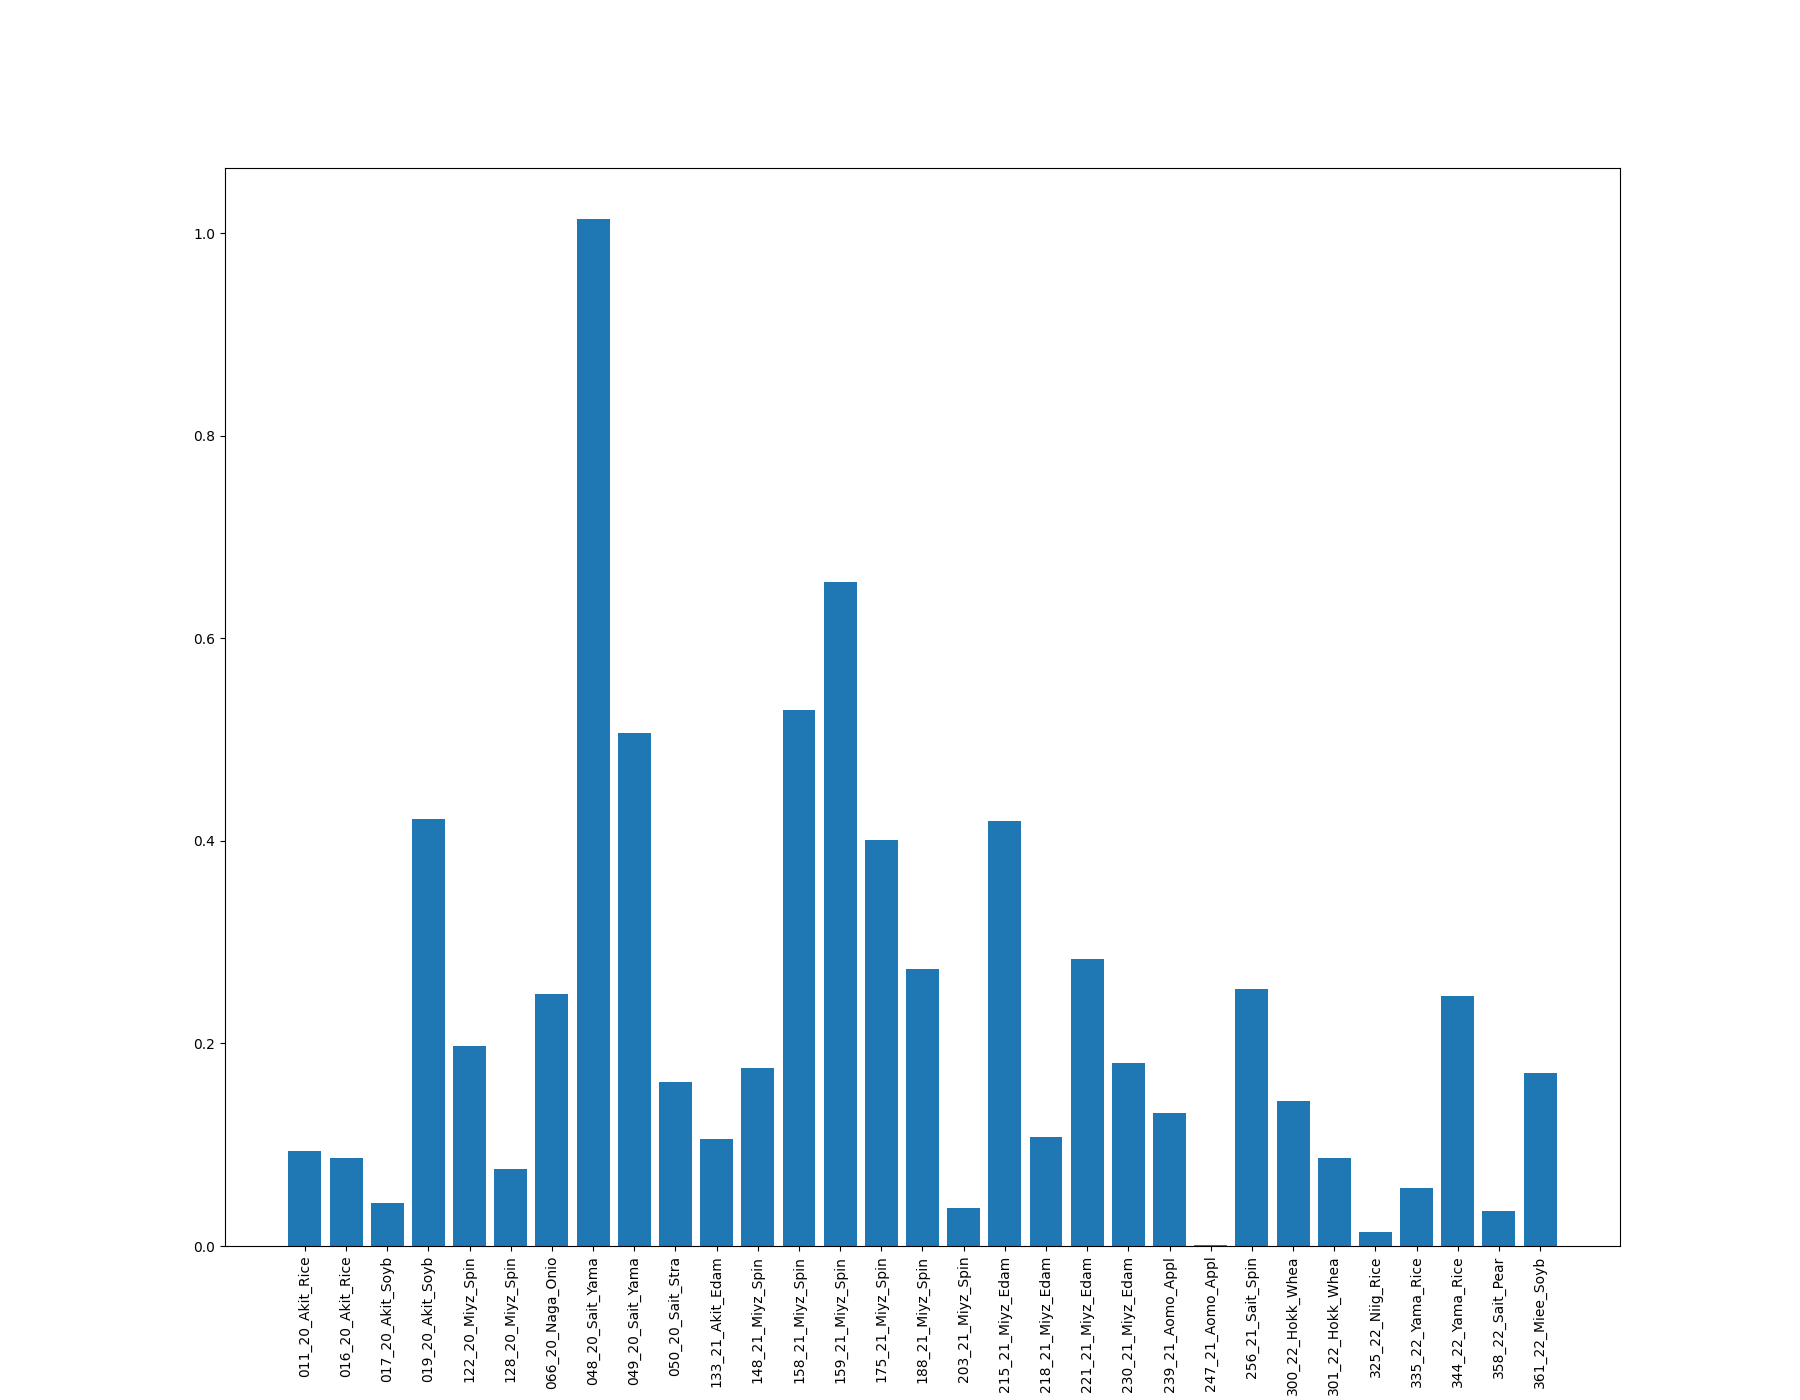 1.0
0.8
0.6
0.4
0.2
0.0
011_20_Akit_Rice
016_20_Akit_Rice
017_20_Akit_Soyb
019_20_Akit_Soyb
122_20_Miyz_Spin
128_20_Miyz_Spin
066_20_Naga_Onio
048_20_Sait_Yama
049_20_Sait_Yama
050_20_Sait_Stra
133_21_Akit_Edam
148_21_Miyz_Spin
158_21_Miyz_Spin
159_21_Miyz_Spin
175_21_Miyz_Spin
188_21_Miyz_Spin
203_21_Miyz_Spin
215_21_Miyz_Edam
218_21_Miyz_Edam
221_21_Miyz_Edam
230_21_Miyz_Edam
239_21_Aomo_Appl
247_21_Aomo_Appl
256_21_Sait_Spin
300_22_Hokk_Whea
301_22_Hokk_Whea
325_22_Niig_Rice
335_22_Yama_Rice
344_22_Yama_Rice
358_22_Sait_Pear
361_22_Miee_Soyb